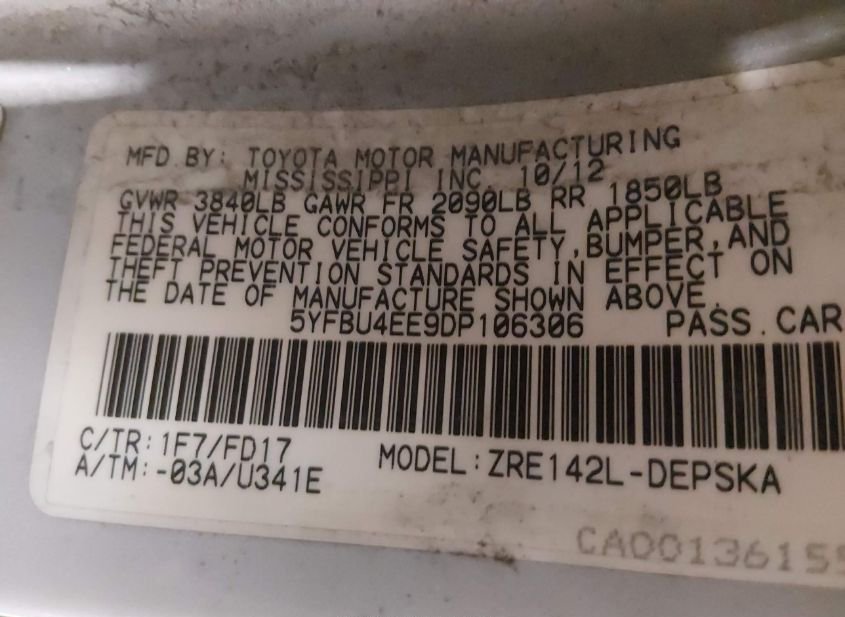 MFD BY: TOYOTA MOTOR MANUFACTURING
MISSISSIPPI INC. 10/12
GVWR 3840LB GAWR FR 2090LB RR 1850LB
THIS VEHICLE CONFORMS TO ALL APPLICABLE
FEDERAL MOTOR VEHICLE SAFETY,BUMPER,AND
THEFT PREVENTION STANDARDS IN EFFECT ON
THE DATE OF MANUFACTURE SHOWN ABOVE.
5YFBU4EE9DP106306 PASS.CAR
C/TR:1F7/FD17
A/TM:-03A/U341E
MODEL:ZRE142L-DEPSKA
CA00136155